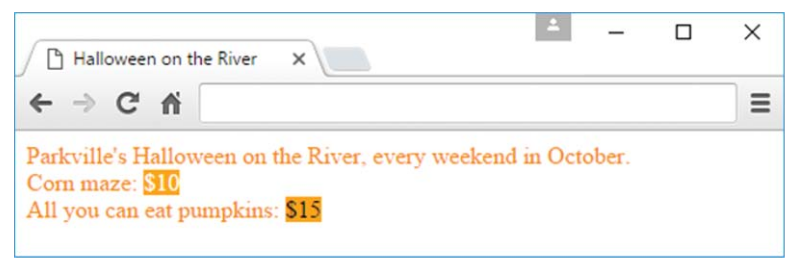 Halloween on the River
Parkville's Halloween on the River, every weekend in October.
Corn maze: $10
All you can eat pumpkins: $15